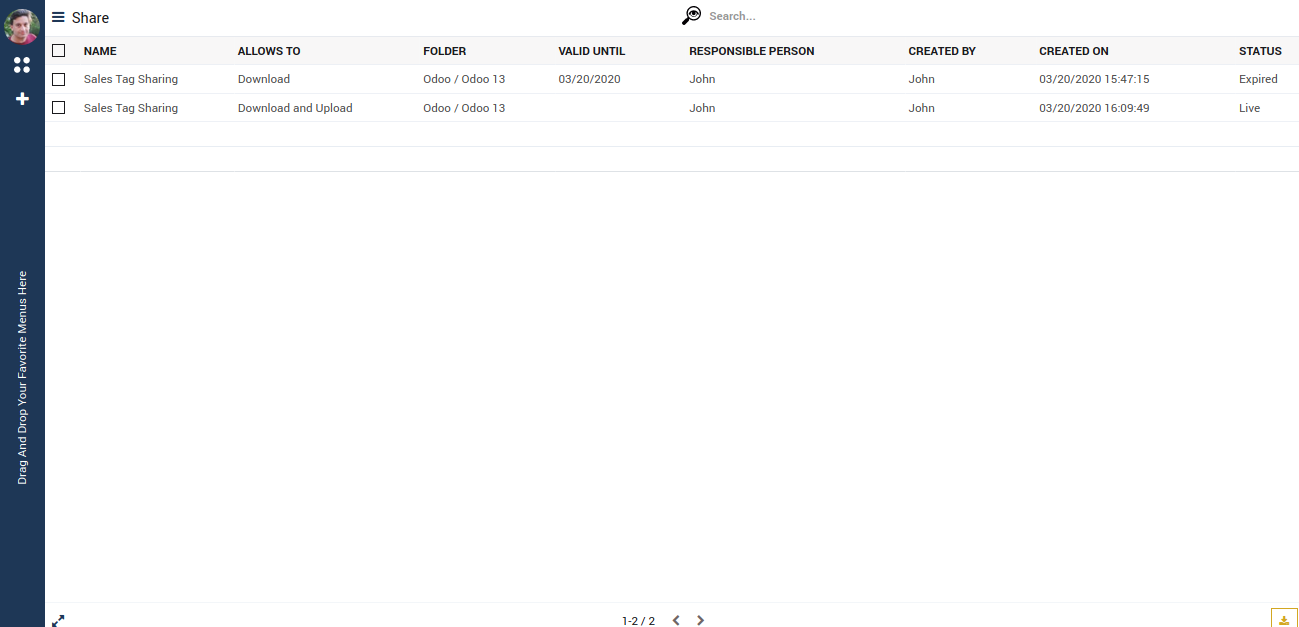 Share
Search...
NAME ALLOWS TO FOLDER VALID UNTIL RESPONSIBLE PERSON CREATED BY CREATED ON STATUS
Sales Tag Sharing Download Odoo / Odoo 13 03/20/2020 John John 03/20/2020 15:47:15 Expired
Sales Tag Sharing Download and Upload Odoo / Odoo 13 John John 03/20/2020 16:09:49 Live
Drag And Drop Your Favorite Menus Here
1-2 / 2